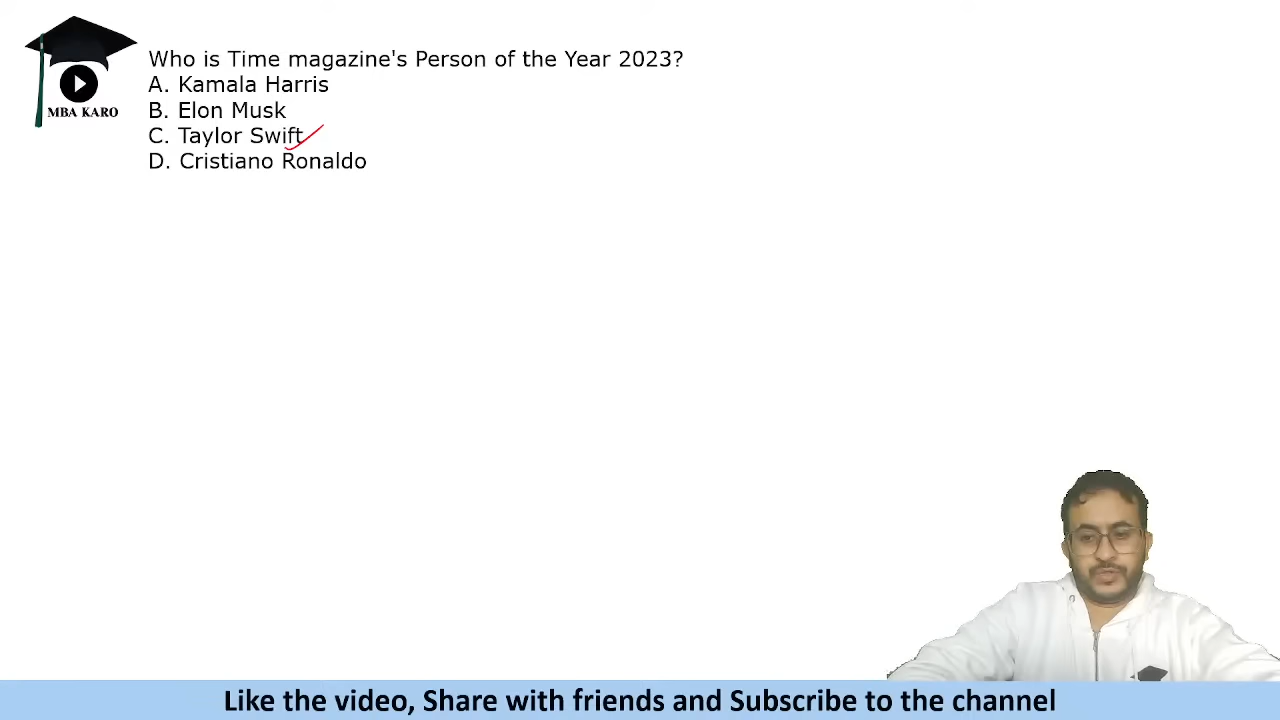 MBA KARO
Who is Time magazine's Person of the Year 2023?
A. Kamala Harris
B. Elon Musk
C. Taylor Swift
D. Cristiano Ronaldo
Like the video, Share with friends and Subscribe to the channel